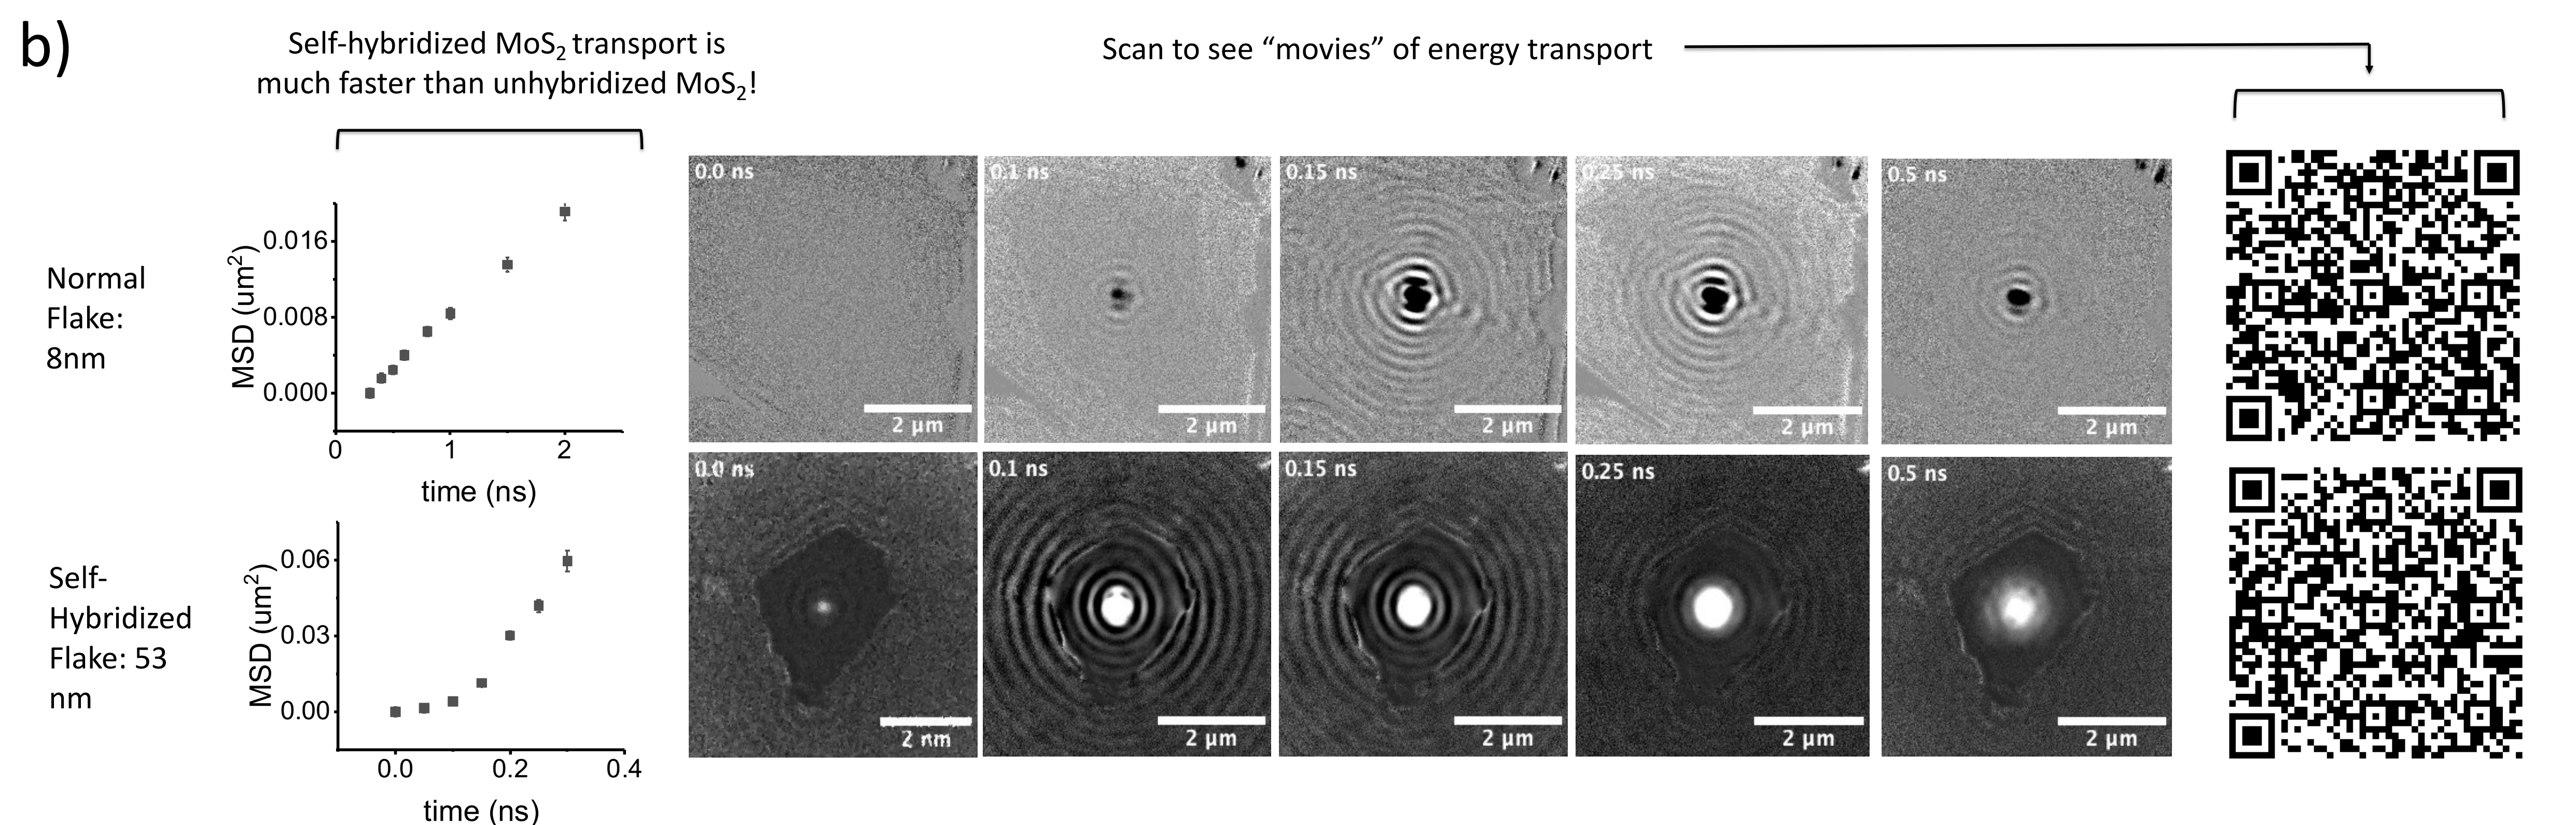 b)
Self-hybridized MoS₂ transport is
much faster than unhybridized MoS₂!
Scan to see “movies” of energy transport
Normal
Flake:
8nm
MSD (um²)
0.016
0.008
0.000
0 1 2
time (ns)
0.0 ns
2 µm
0.1 ns
2 µm
0.15 ns
2 µm
0.25 ns
2 µm
0.5 ns
2 µm
Self-
Hybridized
Flake: 53
nm
MSD (um²)
0.06
0.03
0.00
0.0 0.2 0.4
time (ns)
0.0 ns
2 nm
0.1 ns
2 µm
0.15 ns
2 µm
0.25 ns
2 µm
0.5 ns
2 µm